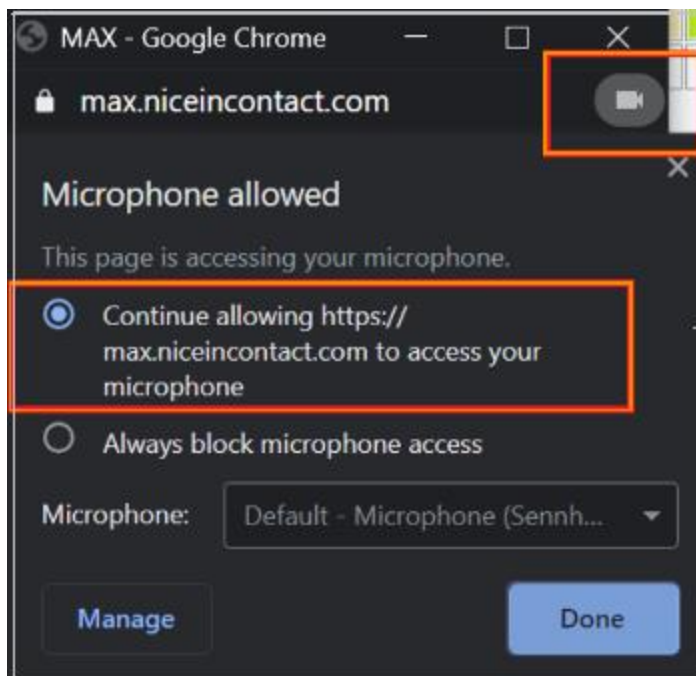 MAX - Google Chrome
max.niceincontact.com
Microphone allowed
This page is accessing your microphone.
Continue allowing https://
max.niceincontact.com to access your
microphone
Always block microphone access
Microphone:
Default - Microphone (Sennh...
Manage
Done